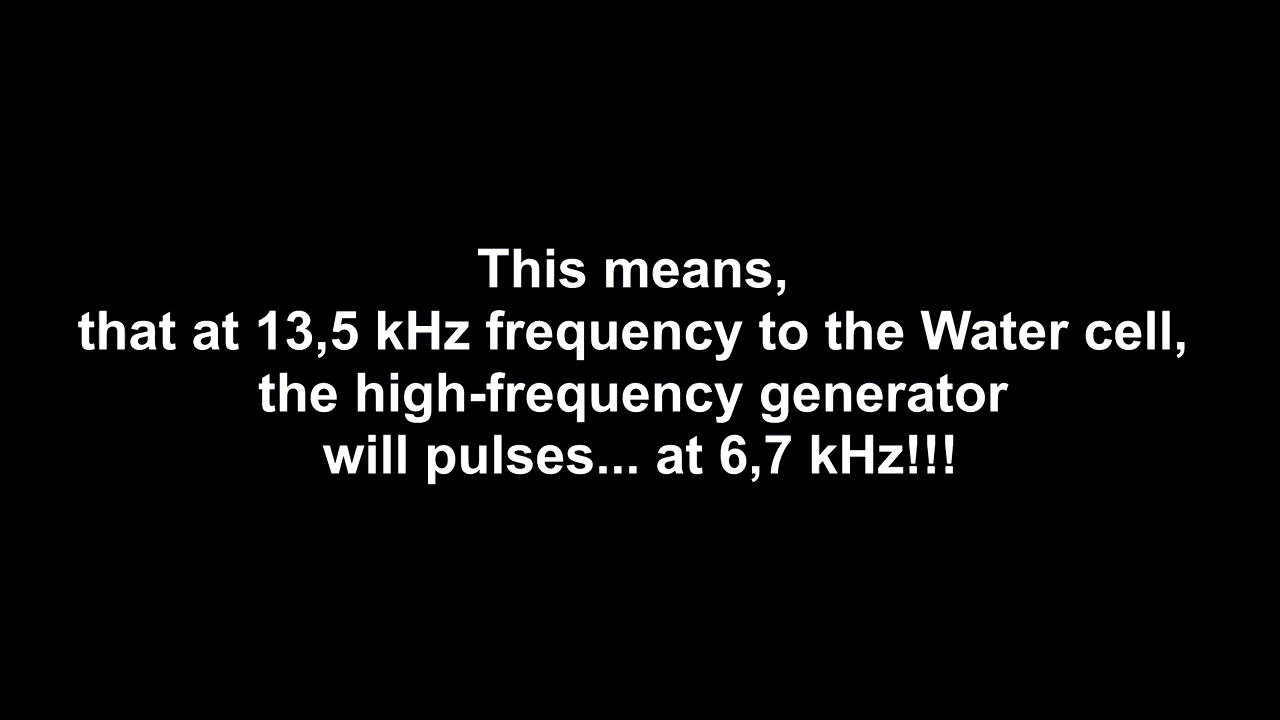 This means,
that at 13,5 kHz frequency to the Water cell,
the high-frequency generator
will pulses... at 6,7 kHz!!!